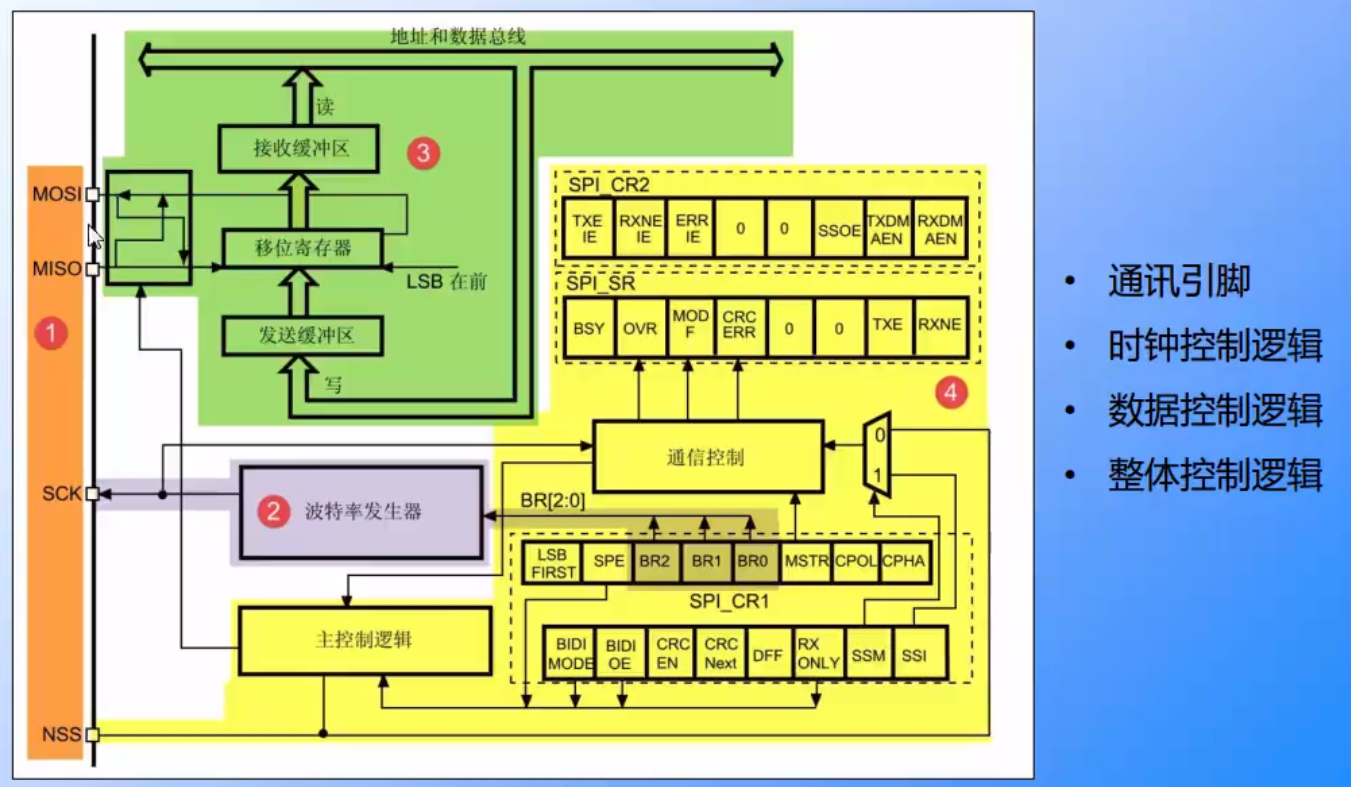 地址和数据总线
读
接收缓冲区
3
MOSI
移位寄存器
MISO
LSB 在前
1
发送缓冲区
写
SPI_CR2
TXE
IE
RXNE
IE
ERR
IE
0
0
SSOE
TXDM
AEN
RXDM
AEN
SPI_SR
BSY
OVR
MOD
F
CRC
ERR
0
0
TXE
RXNE
4
通信控制
0
1
SCK
2
波特率发生器
BR[2:0]
LSB
FIRST
SPE
BR2
BR1
BR0
MSTR
CPOL
CPHA
SPI_CR1
主控制逻辑
BIDI
MODE
BIDI
OE
CRC
EN
CRC
Next
DFF
RX
ONLY
SSM
SSI
NSS
• 通讯引脚
• 时钟控制逻辑
• 数据控制逻辑
• 整体控制逻辑